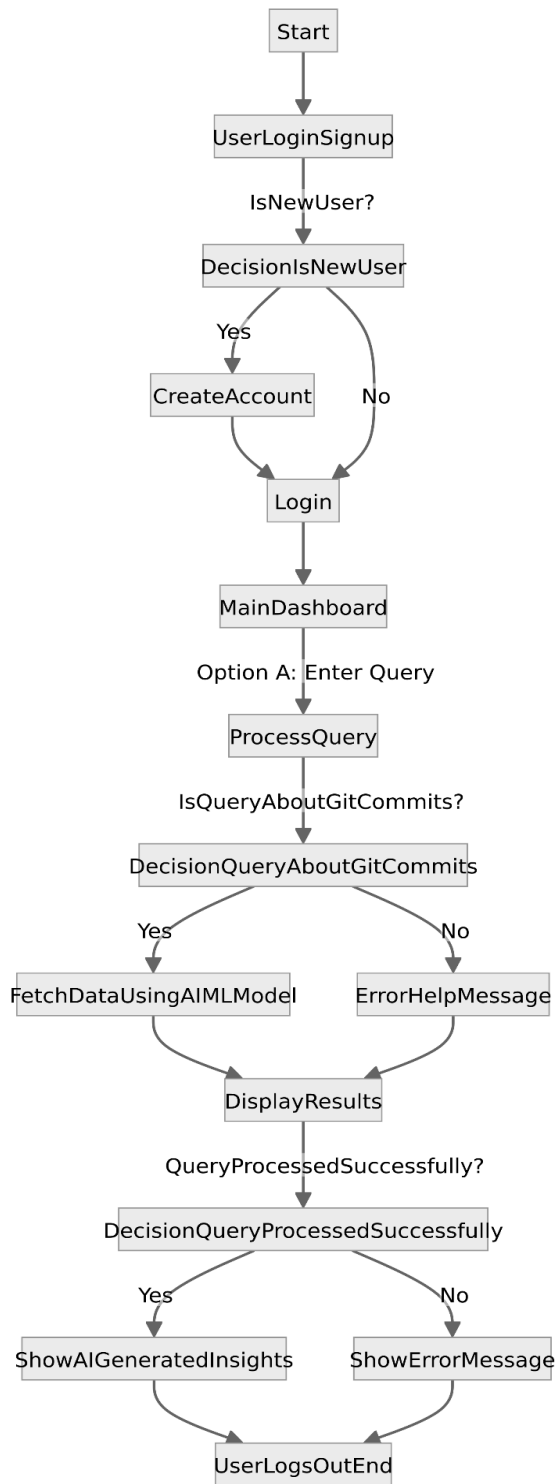 Start
UserLoginSignup
IsNewUser?
DecisionIsNewUser
Yes
CreateAccount
No
Login
MainDashboard
Option A: Enter Query
ProcessQuery
IsQueryAboutGitCommits?
DecisionQueryAboutGitCommits
Yes
No
FetchDataUsingAIMLModel
ErrorHelpMessage
DisplayResults
QueryProcessedSuccessfully?
DecisionQueryProcessedSuccessfully
Yes
No
ShowAIGeneratedInsights
ShowErrorMessage
UserLogsOutEnd